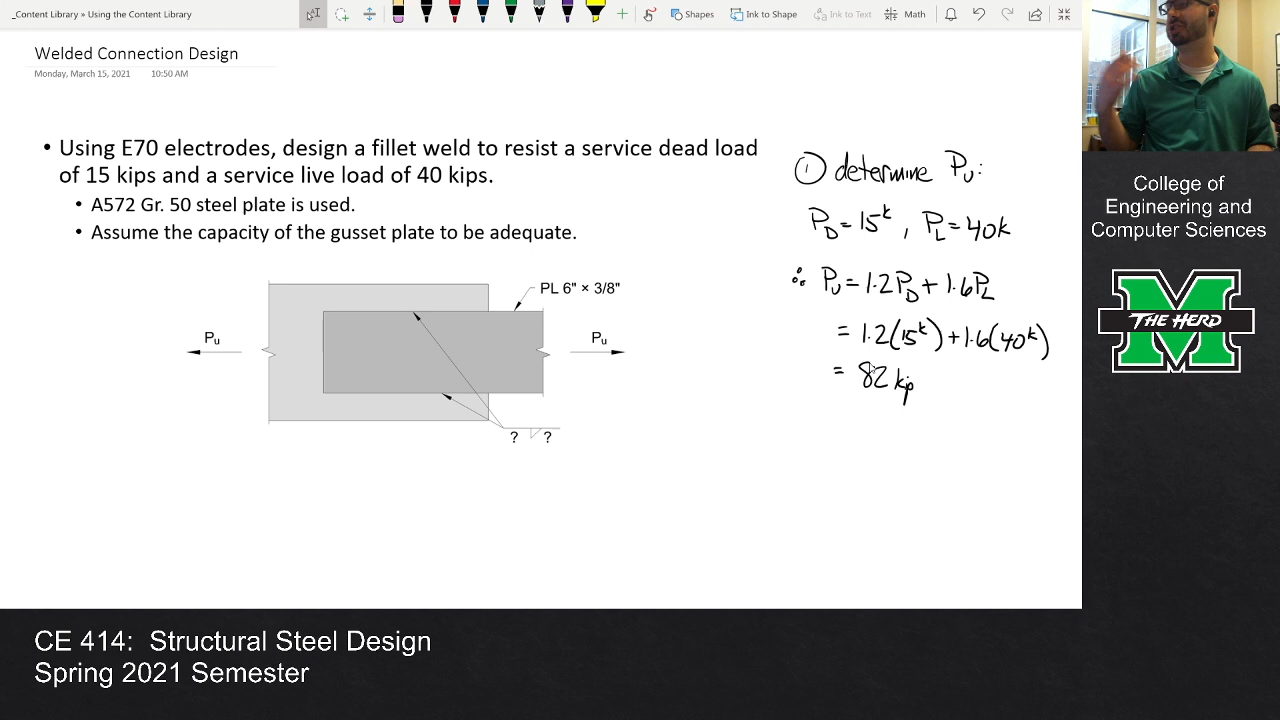 _Content Library » Using the Content Library
Shapes
Ink to Shape
Ink to Text
Math
Welded Connection Design
Monday, March 15, 2021 10:50 AM
• Using E70 electrodes, design a fillet weld to resist a service dead load
of 15 kips and a service live load of 40 kips.
• A572 Gr. 50 steel plate is used.
• Assume the capacity of the gusset plate to be adequate.
PL 6" × 3/8"
Pu
Pu
? ?
① determine Pu:
PD = 15k, PL = 40k
∴ Pu = 1.2PD + 1.6PL
= 1.2(15k) + 1.6(40k)
= 82 kip
College of
Engineering and
Computer Sciences
THE HERD
CE 414: Structural Steel Design
Spring 2021 Semester